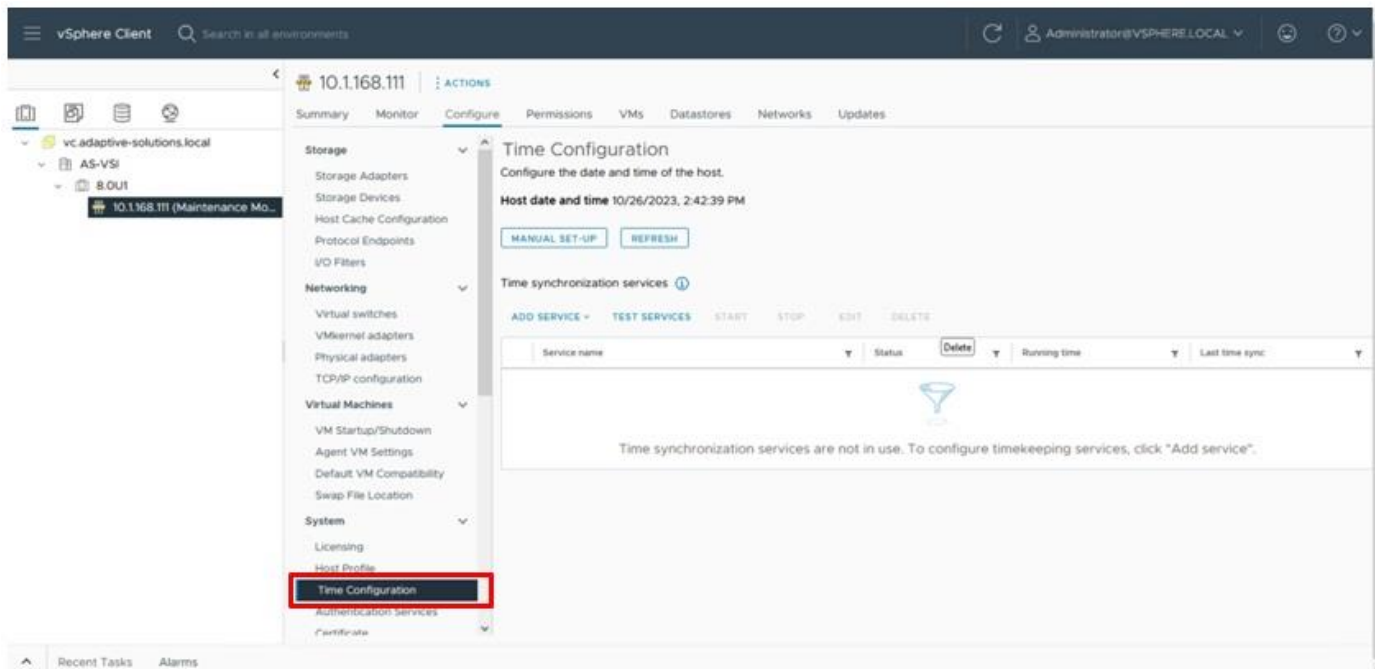 vSphere Client
Search in all environments
Administrator@VSPHERE.LOCAL
10.1.168.111
ACTIONS
Summary Monitor Configure Permissions VMs Datastores Networks Updates
vc.adaptive-solutions.local
AS-VSI
8.0U1
10.1.168.111 (Maintenance Mo...
Storage
Storage Adapters
Storage Devices
Host Cache Configuration
Protocol Endpoints
I/O Filters
Networking
Virtual switches
VMkernel adapters
Physical adapters
TCP/IP configuration
Virtual Machines
VM Startup/Shutdown
Agent VM Settings
Default VM Compatibility
Swap File Location
System
Licensing
Host Profile
Time Configuration
Authentication Services
Certificate
Time Configuration
Configure the date and time of the host.
Host date and time 10/26/2023, 2:42:39 PM
MANUAL SET-UP REFRESH
Time synchronization services
ADD SERVICE TEST SERVICES START STOP EDIT DELETE
Service name Status Delete Running time Last time sync
Time synchronization services are not in use. To configure timekeeping services, click "Add service".
Recent Tasks Alarms